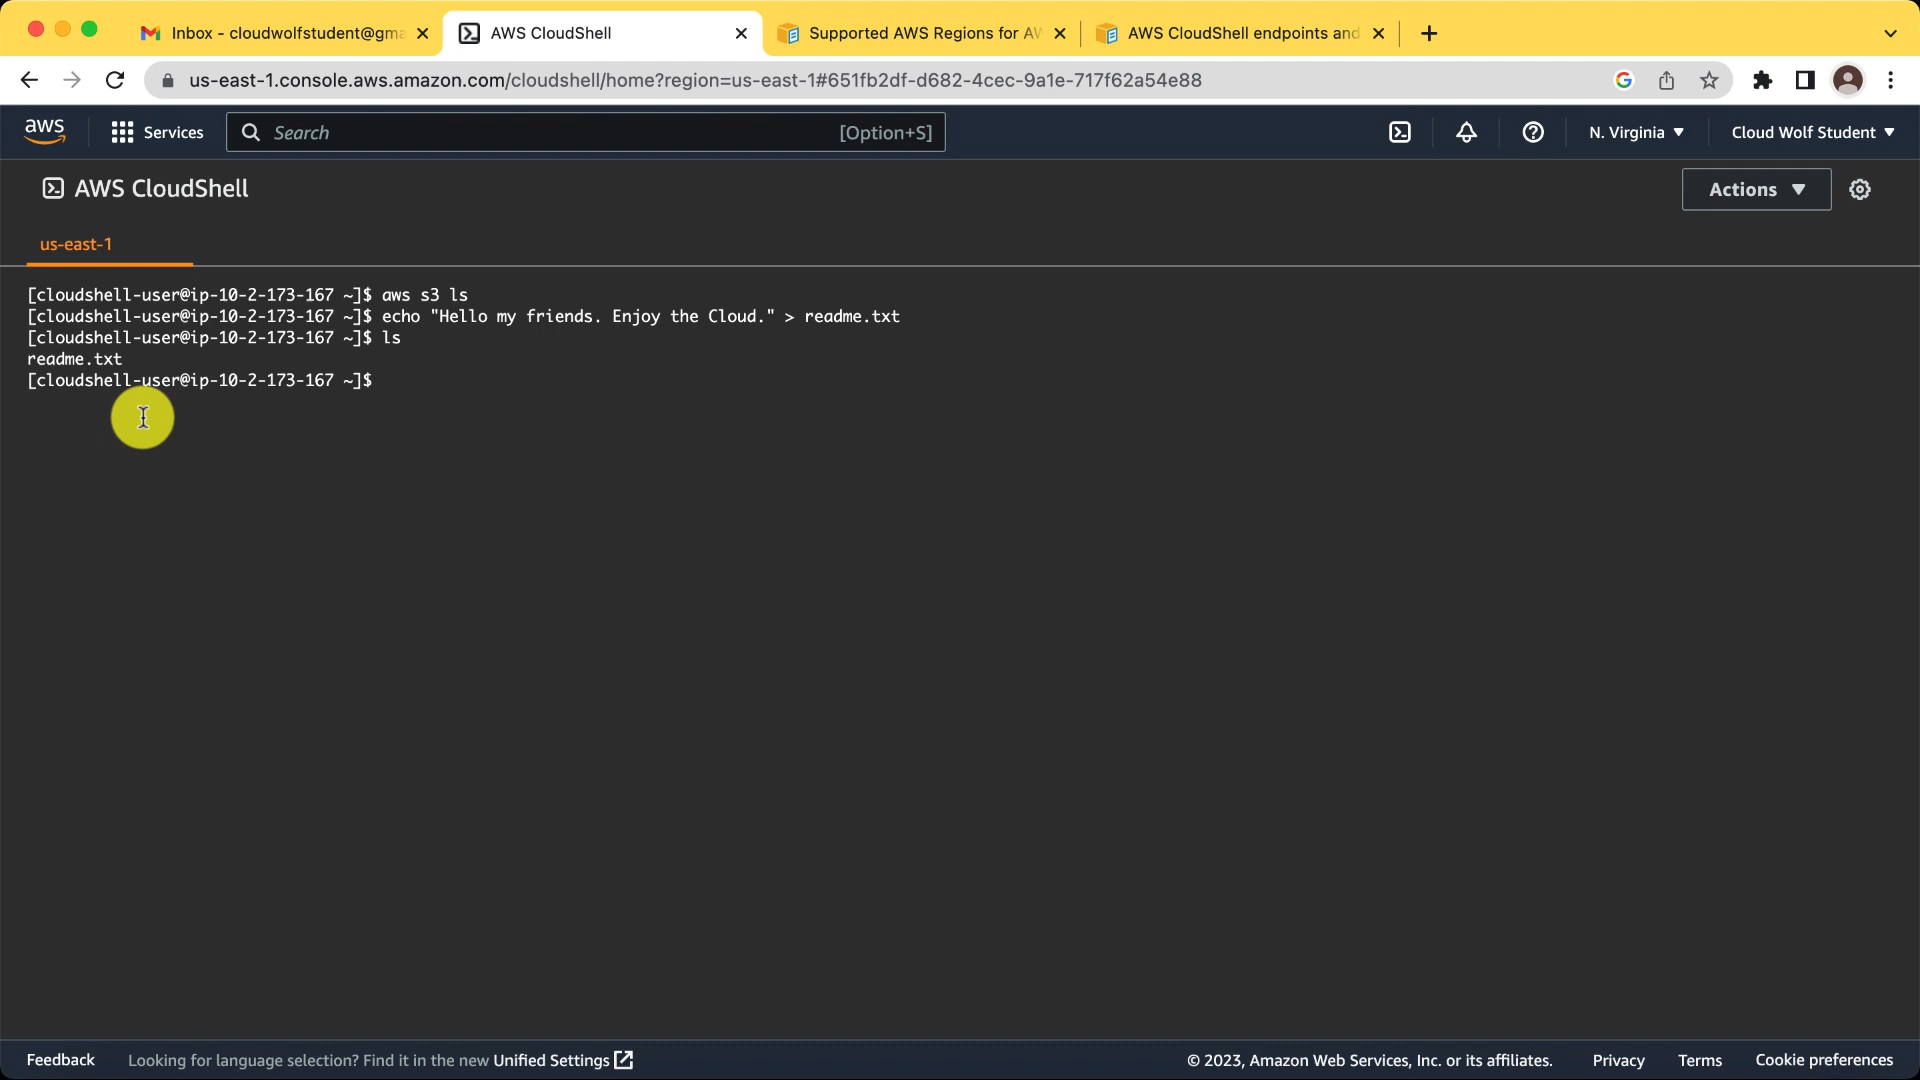 Inbox - cloudwolfstudent@gma
AWS CloudShell
Supported AWS Regions for AW
AWS CloudShell endpoints and
us-east-1.console.aws.amazon.com/cloudshell/home?region=us-east-1#651fb2df-d682-4cec-9a1e-717f62a54e88
aws
Services
Search
[Option+S]
N. Virginia
Cloud Wolf Student
AWS CloudShell
Actions
us-east-1
[cloudshell-user@ip-10-2-173-167 ~]$ aws s3 ls
[cloudshell-user@ip-10-2-173-167 ~]$ echo "Hello my friends. Enjoy the Cloud." > readme.txt
[cloudshell-user@ip-10-2-173-167 ~]$ ls
readme.txt
[cloudshell-user@ip-10-2-173-167 ~]$
Feedback
Looking for language selection? Find it in the new Unified Settings
© 2023, Amazon Web Services, Inc. or its affiliates.
Privacy
Terms
Cookie preferences